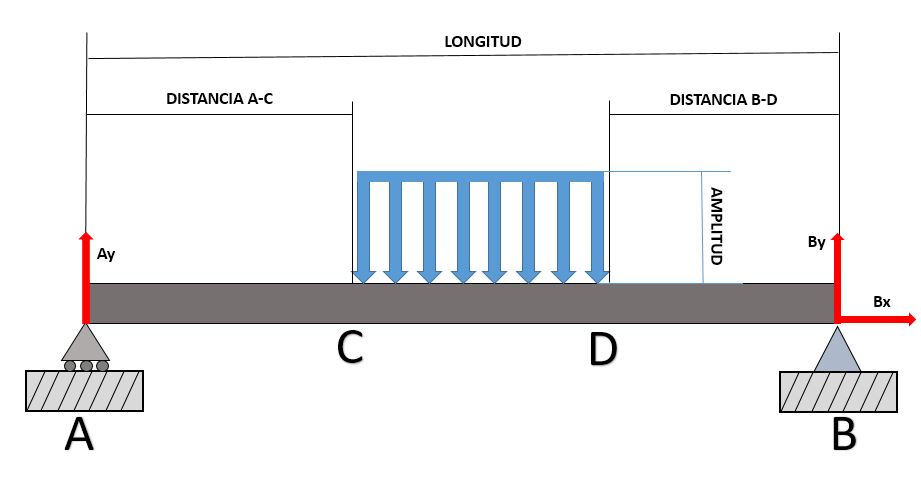 LONGITUD
DISTANCIA A-C
DISTANCIA B-D
AMPLITUD
Ay
By
Bx
C
D
A
B